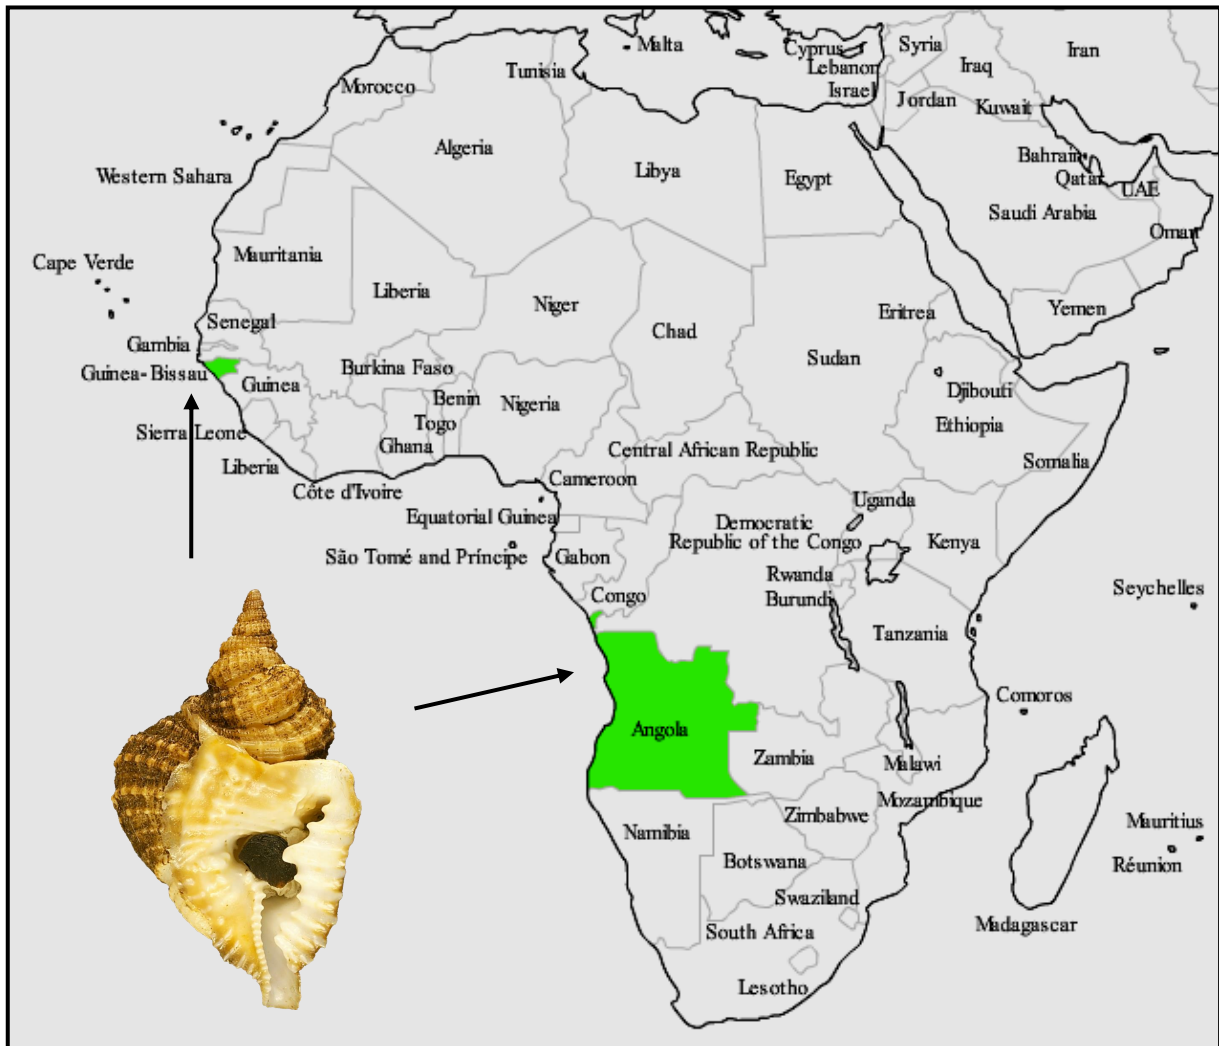 Malta
Cyprus
Syria
Iran
Lebanon
Iraq
Tunisia
Morocco
Israel
Jordan
Kuwait
Algeria
Libya
Egypt
Bahrain
Qatar
UAE
Western Sahara
Saudi Arabia
Oman
Mauritania
Cape Verde
Liberia
Niger
Eritrea
Yemen
Senegal
Chad
Gambia
Sudan
Guinea-Bissau
Guinea
Burkina Faso
Djibouti
Benin
Nigeria
Togo
Ethiopia
Sierra Leone
Ghana
Central African Republic
Somalia
Liberia
Cameroon
Côte d'Ivoire
Uganda
Equatorial Guinea
Democratic
Republic of the Congo
Kenya
São Tomé and Príncipe
Gabon
Rwanda
Seychelles
Congo
Burundi
Tanzania
Comoros
Angola
Zambia
Malawi
Mozambique
Zimbabwe
Mauritius
Namibia
Botswana
Réunion
Swaziland
Madagascar
South Africa
Lesotho